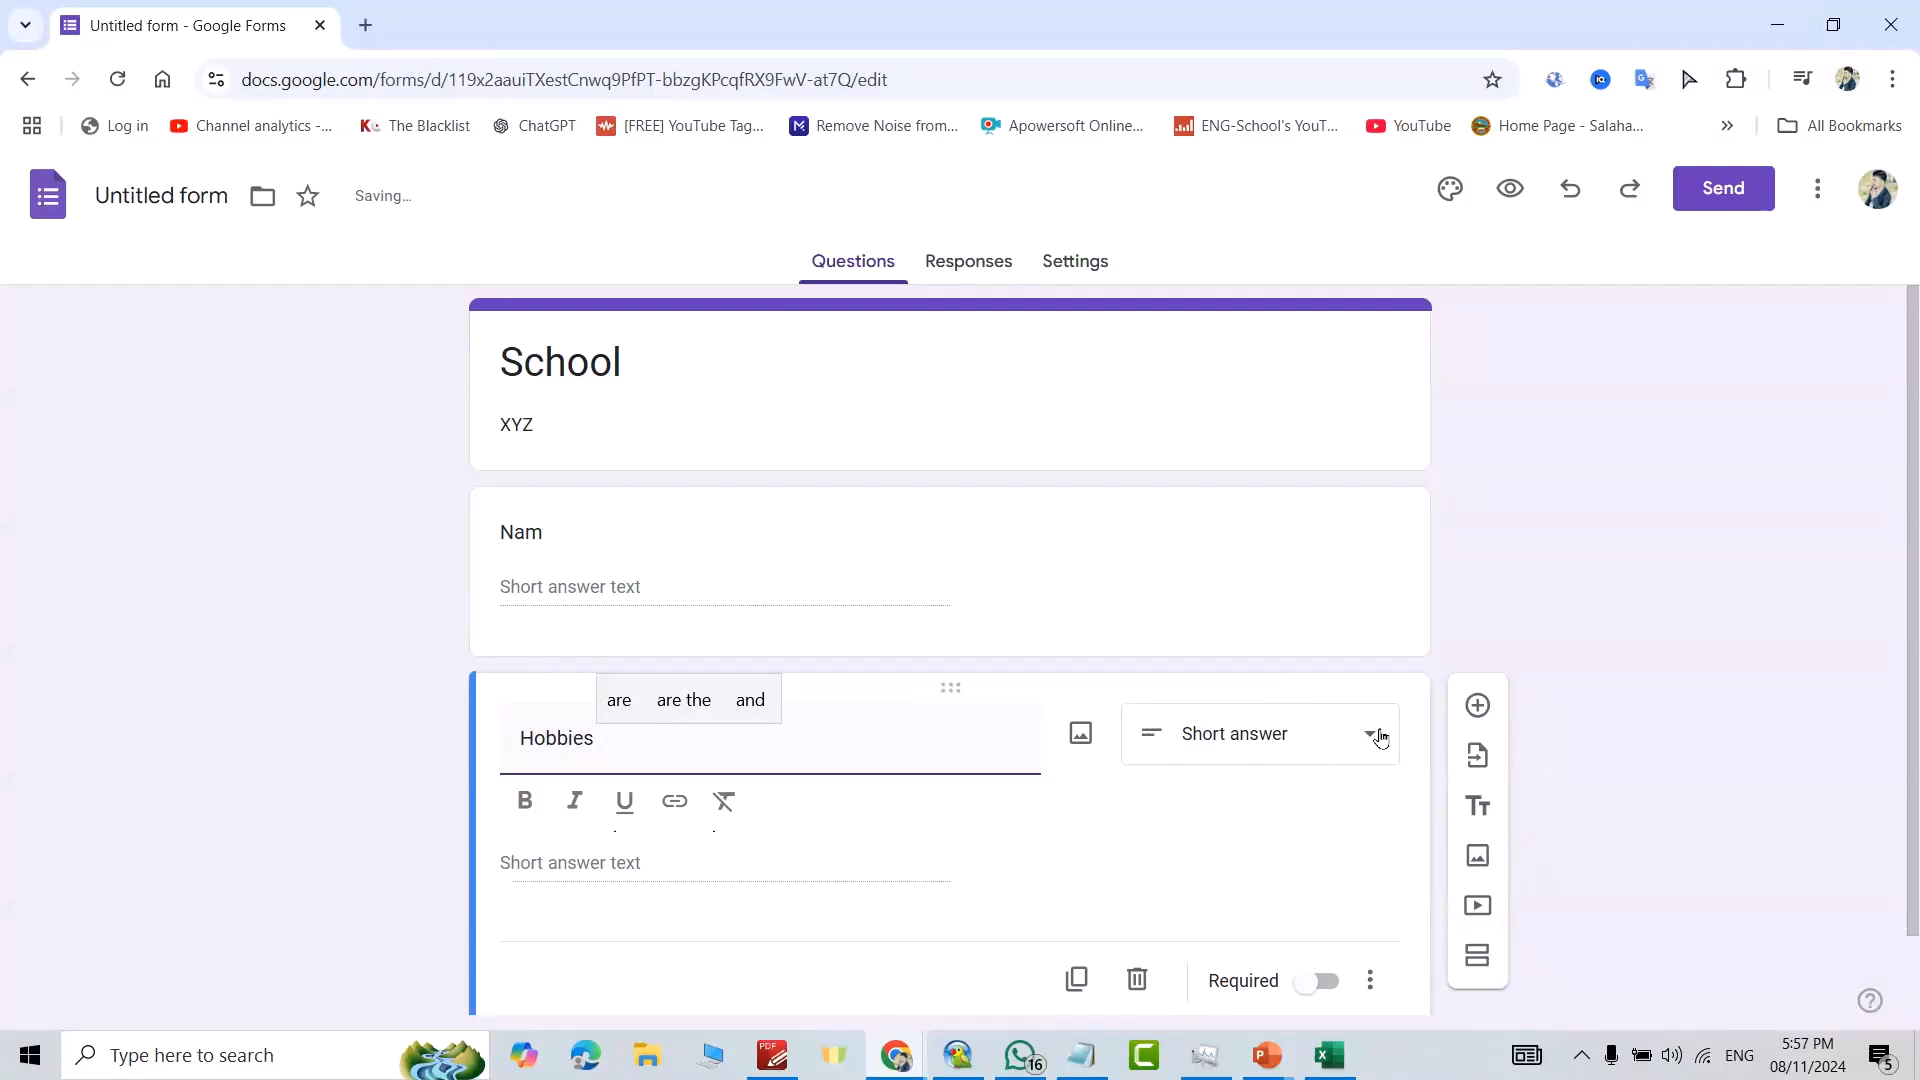 Untitled form - Google Forms
docs.google.com/forms/d/119x2aauiTXestCnwq9PfPT-bbzgKPcqfRX9FwV-at7Q/edit
Log in
Channel analytics -...
The Blacklist
ChatGPT
[FREE] YouTube Tag...
Remove Noise from...
Apowersoft Online...
ENG-School's YouT...
YouTube
Home Page - Salaha...
All Bookmarks
Untitled form
Saving...
Send
Questions
Responses
Settings
School
XYZ
Nam
Short answer text
are are the and
Hobbies
Short answer
B I U
Short answer text
Required
Type here to search
PDF
16
ENG
5:57 PM
08/11/2024
5